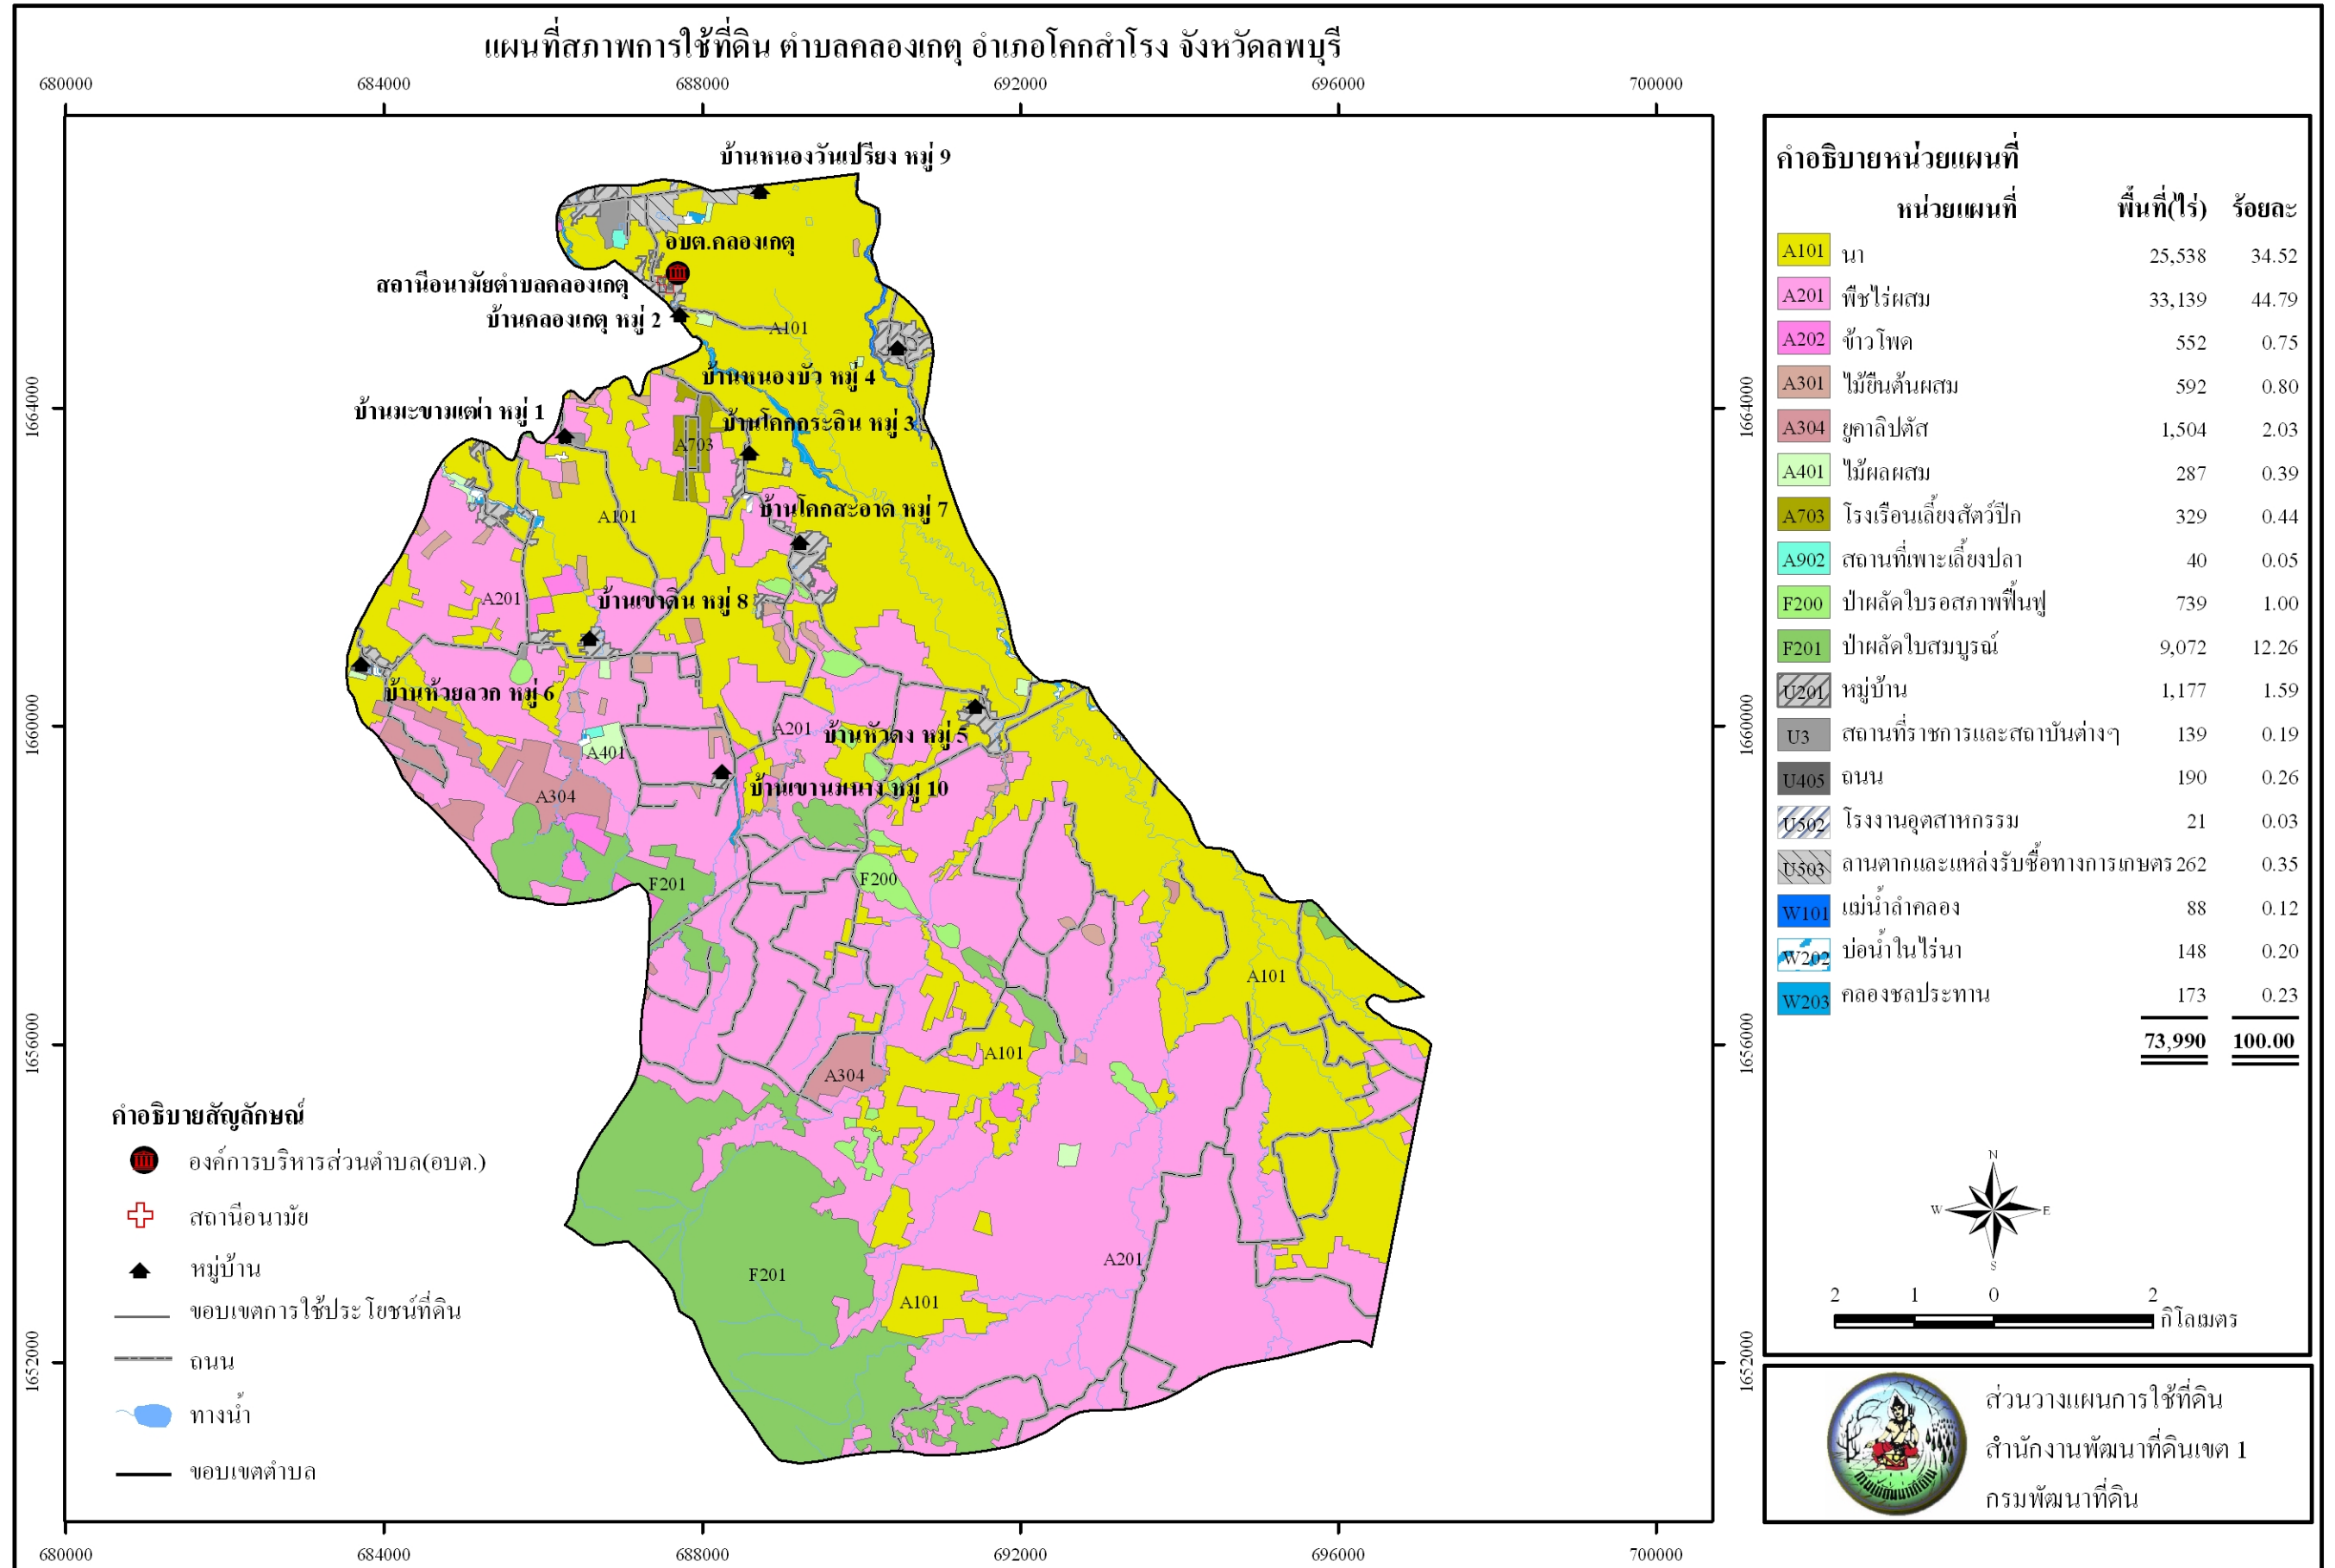 แผนที่สภาพการใช้ที่ดิน ตำบลคลองเกตุ อำเภอโคกสำโรง จังหวัดลพบุรี
680000 684000 688000 692000 696000 700000
บ้านหนองวันเปรียง หมู่ 9
อบต.คลองเกตุ
สถานีอนามัยตำบลคลองเกตุ
บ้านคลองเกตุ หมู่ 2
A101
บ้านหนองบัว หมู่ 4
บ้านมะขามเฒ่า หมู่ 1
บ้านโคกกระถิน หมู่ 3
A703
บ้านโคกสะอาด หมู่ 7
A101
A201
บ้านเขาดิน หมู่ 8
บ้านห้วยลวก หมู่ 6
A201
บ้านหัวดง หมู่ 5
A401
บ้านเขานมนาง หมู่ 10
A304
F201
F200
A101
A101
A304
A201
F201
A101
1664000
1660000
1656000
1652000
1664000
1660000
1656000
1652000
680000 684000 688000 692000 696000 700000
คำอธิบายสัญลักษณ์
องค์การบริหารส่วนตำบล(อบต.)
สถานีอนามัย
หมู่บ้าน
ขอบเขตการใช้ประโยชน์ที่ดิน
ถนน
ทางน้ำ
ขอบเขตตำบล
คำอธิบายหน่วยแผนที่
หน่วยแผนที่ พื้นที่(ไร่) ร้อยละ
A101 นา 25,538 34.52
A201 พืชไร่ผสม 33,139 44.79
A202 ข้าวโพด 552 0.75
A301 ไม้ยืนต้นผสม 592 0.80
A304 ยูคาลิปตัส 1,504 2.03
A401 ไม้ผลผสม 287 0.39
A703 โรงเรือนเลี้ยงสัตว์ปีก 329 0.44
A902 สถานที่เพาะเลี้ยงปลา 40 0.05
F200 ป่าผลัดใบรอสภาพฟื้นฟู 739 1.00
F201 ป่าผลัดใบสมบูรณ์ 9,072 12.26
U201 หมู่บ้าน 1,177 1.59
U3 สถานที่ราชการและสถาบันต่างๆ 139 0.19
U405 ถนน 190 0.26
U502 โรงงานอุตสาหกรรม 21 0.03
U503 ลานตากและแหล่งรับซื้อทางการเกษตร 262 0.35
W101 แม่น้ำลำคลอง 88 0.12
W202 บ่อน้ำในไร่นา 148 0.20
W203 คลองชลประทาน 173 0.23
73,990 100.00
N
W E
S
2 1 0 2
กิโลเมตร
ส่วนวางแผนการใช้ที่ดิน
สำนักงานพัฒนาที่ดินเขต 1
กรมพัฒนาที่ดิน
กรมพัฒนาที่ดิน